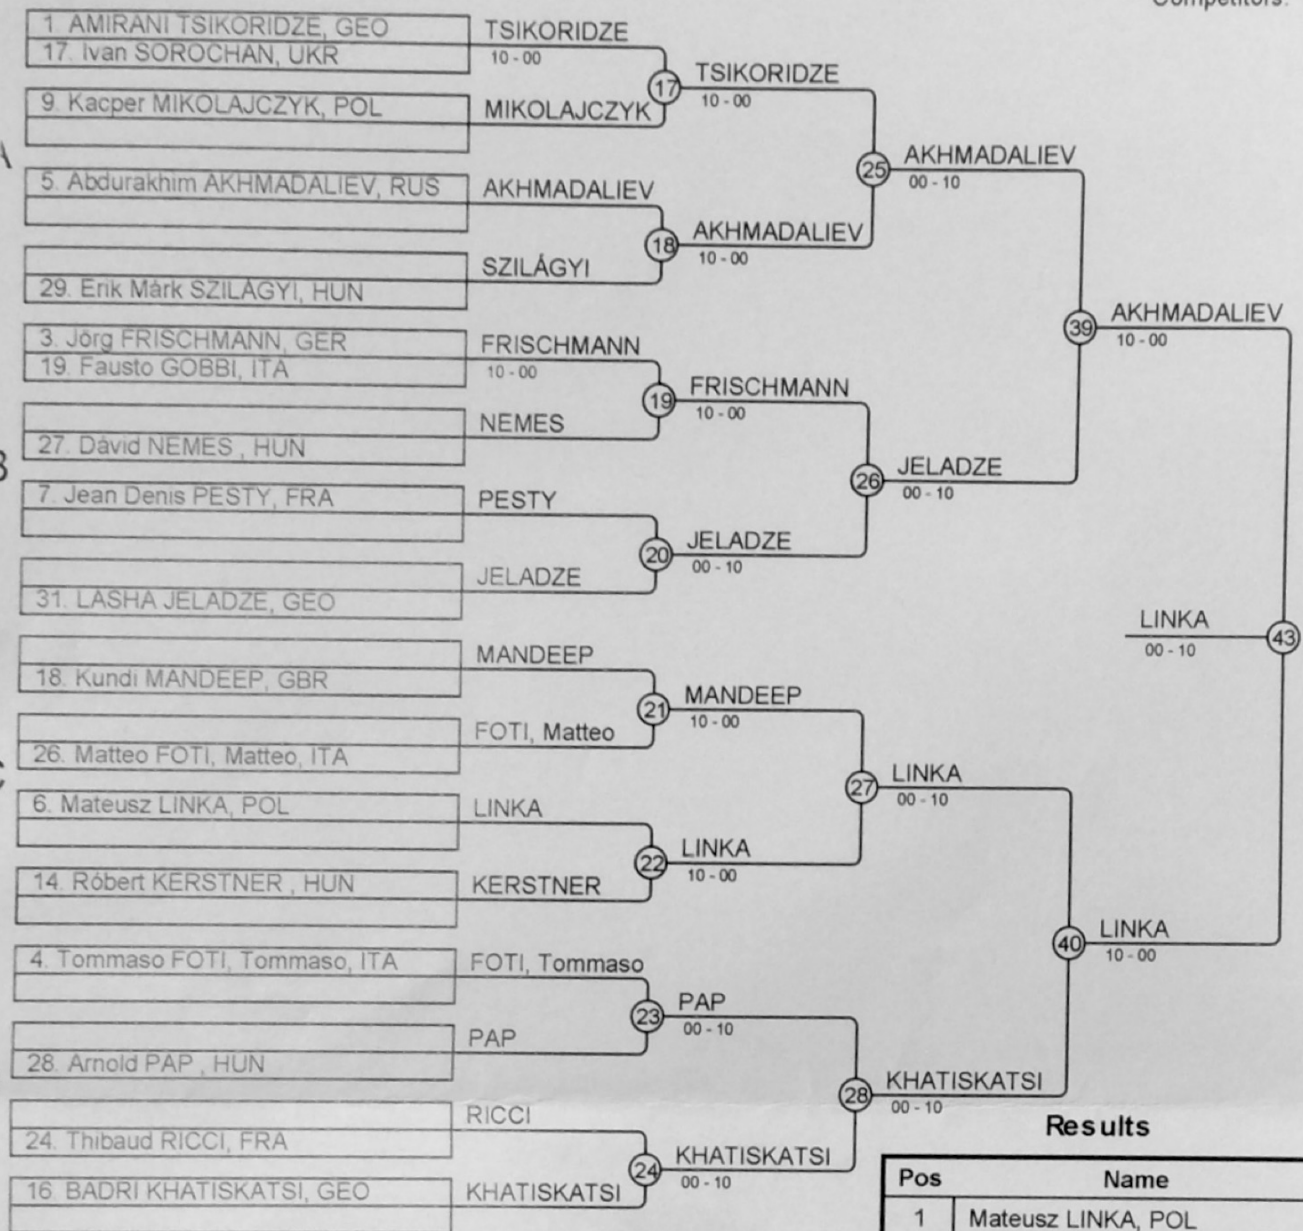 Competitors:
1. AMIRANI TSIKORIDZE, GEO
17. Ivan SOROCHAN, UKR
TSIKORIDZE
10 - 00
9. Kacper MIKOLAJCZYK, POL
MIKOLAJCZYK
17
TSIKORIDZE
10 - 00
A
5. Abdurakhim AKHMADALIEV, RUS
AKHMADALIEV
18
AKHMADALIEV
10 - 00
29. Erik Márk SZILÁGYI, HUN
SZILÁGYI
25
AKHMADALIEV
00 - 10
3. Jörg FRISCHMANN, GER
19. Fausto GOBBI, ITA
FRISCHMANN
10 - 00
19
FRISCHMANN
10 - 00
27. Dávid NEMES , HUN
NEMES
B
7. Jean Denis PESTY, FRA
PESTY
20
JELADZE
00 - 10
31. LASHA JELADZE, GEO
JELADZE
26
JELADZE
00 - 10
39
AKHMADALIEV
10 - 00
18. Kundi MANDEEP, GBR
MANDEEP
21
MANDEEP
10 - 00
26. Matteo FOTI, Matteo, ITA
FOTI, Matteo
C
6. Mateusz LINKA, POL
LINKA
22
LINKA
10 - 00
14. Róbert KERSTNER , HUN
KERSTNER
27
LINKA
00 - 10
4. Tommaso FOTI, Tommaso, ITA
FOTI, Tommaso
23
PAP
00 - 10
28. Arnold PAP , HUN
PAP
24. Thibaud RICCI, FRA
RICCI
24
KHATISKATSI
00 - 10
16. BADRI KHATISKATSI, GEO
KHATISKATSI
28
KHATISKATSI
00 - 10
40
LINKA
10 - 00
LINKA
00 - 10
43
Results
Pos Name
1 Mateusz LINKA, POL